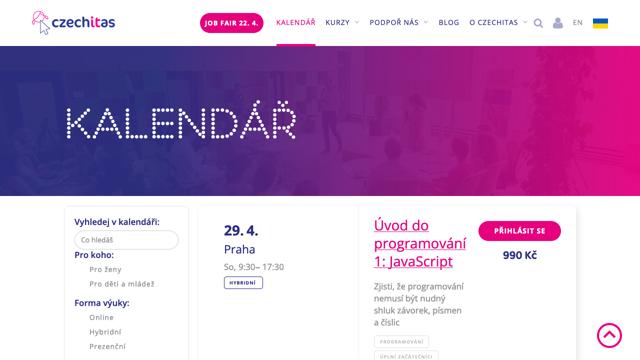 czechitas
JOB FAIR 22. 4.
KALENDÁŘ
KURZY
PODPOŘ NÁS
BLOG
O CZECHITAS
EN
KALENDÁŘ
Vyhledej v kalendáři:
Co hledáš
Pro koho:
Pro ženy
Pro děti a mládež
Forma výuky:
Online
Hybridní
Prezenční
29. 4.
Praha
So, 9:30– 17:30
HYBRIDNÍ
Úvod do
programování
1: JavaScript
Zjisti, že programování
nemusí být nudný
shluk závorek, písmen
a číslic
PROGRAMOVÁNÍ
ÚPLNÍ ZAČÁTEČNÍCI
PŘIHLÁSIT SE
990 Kč